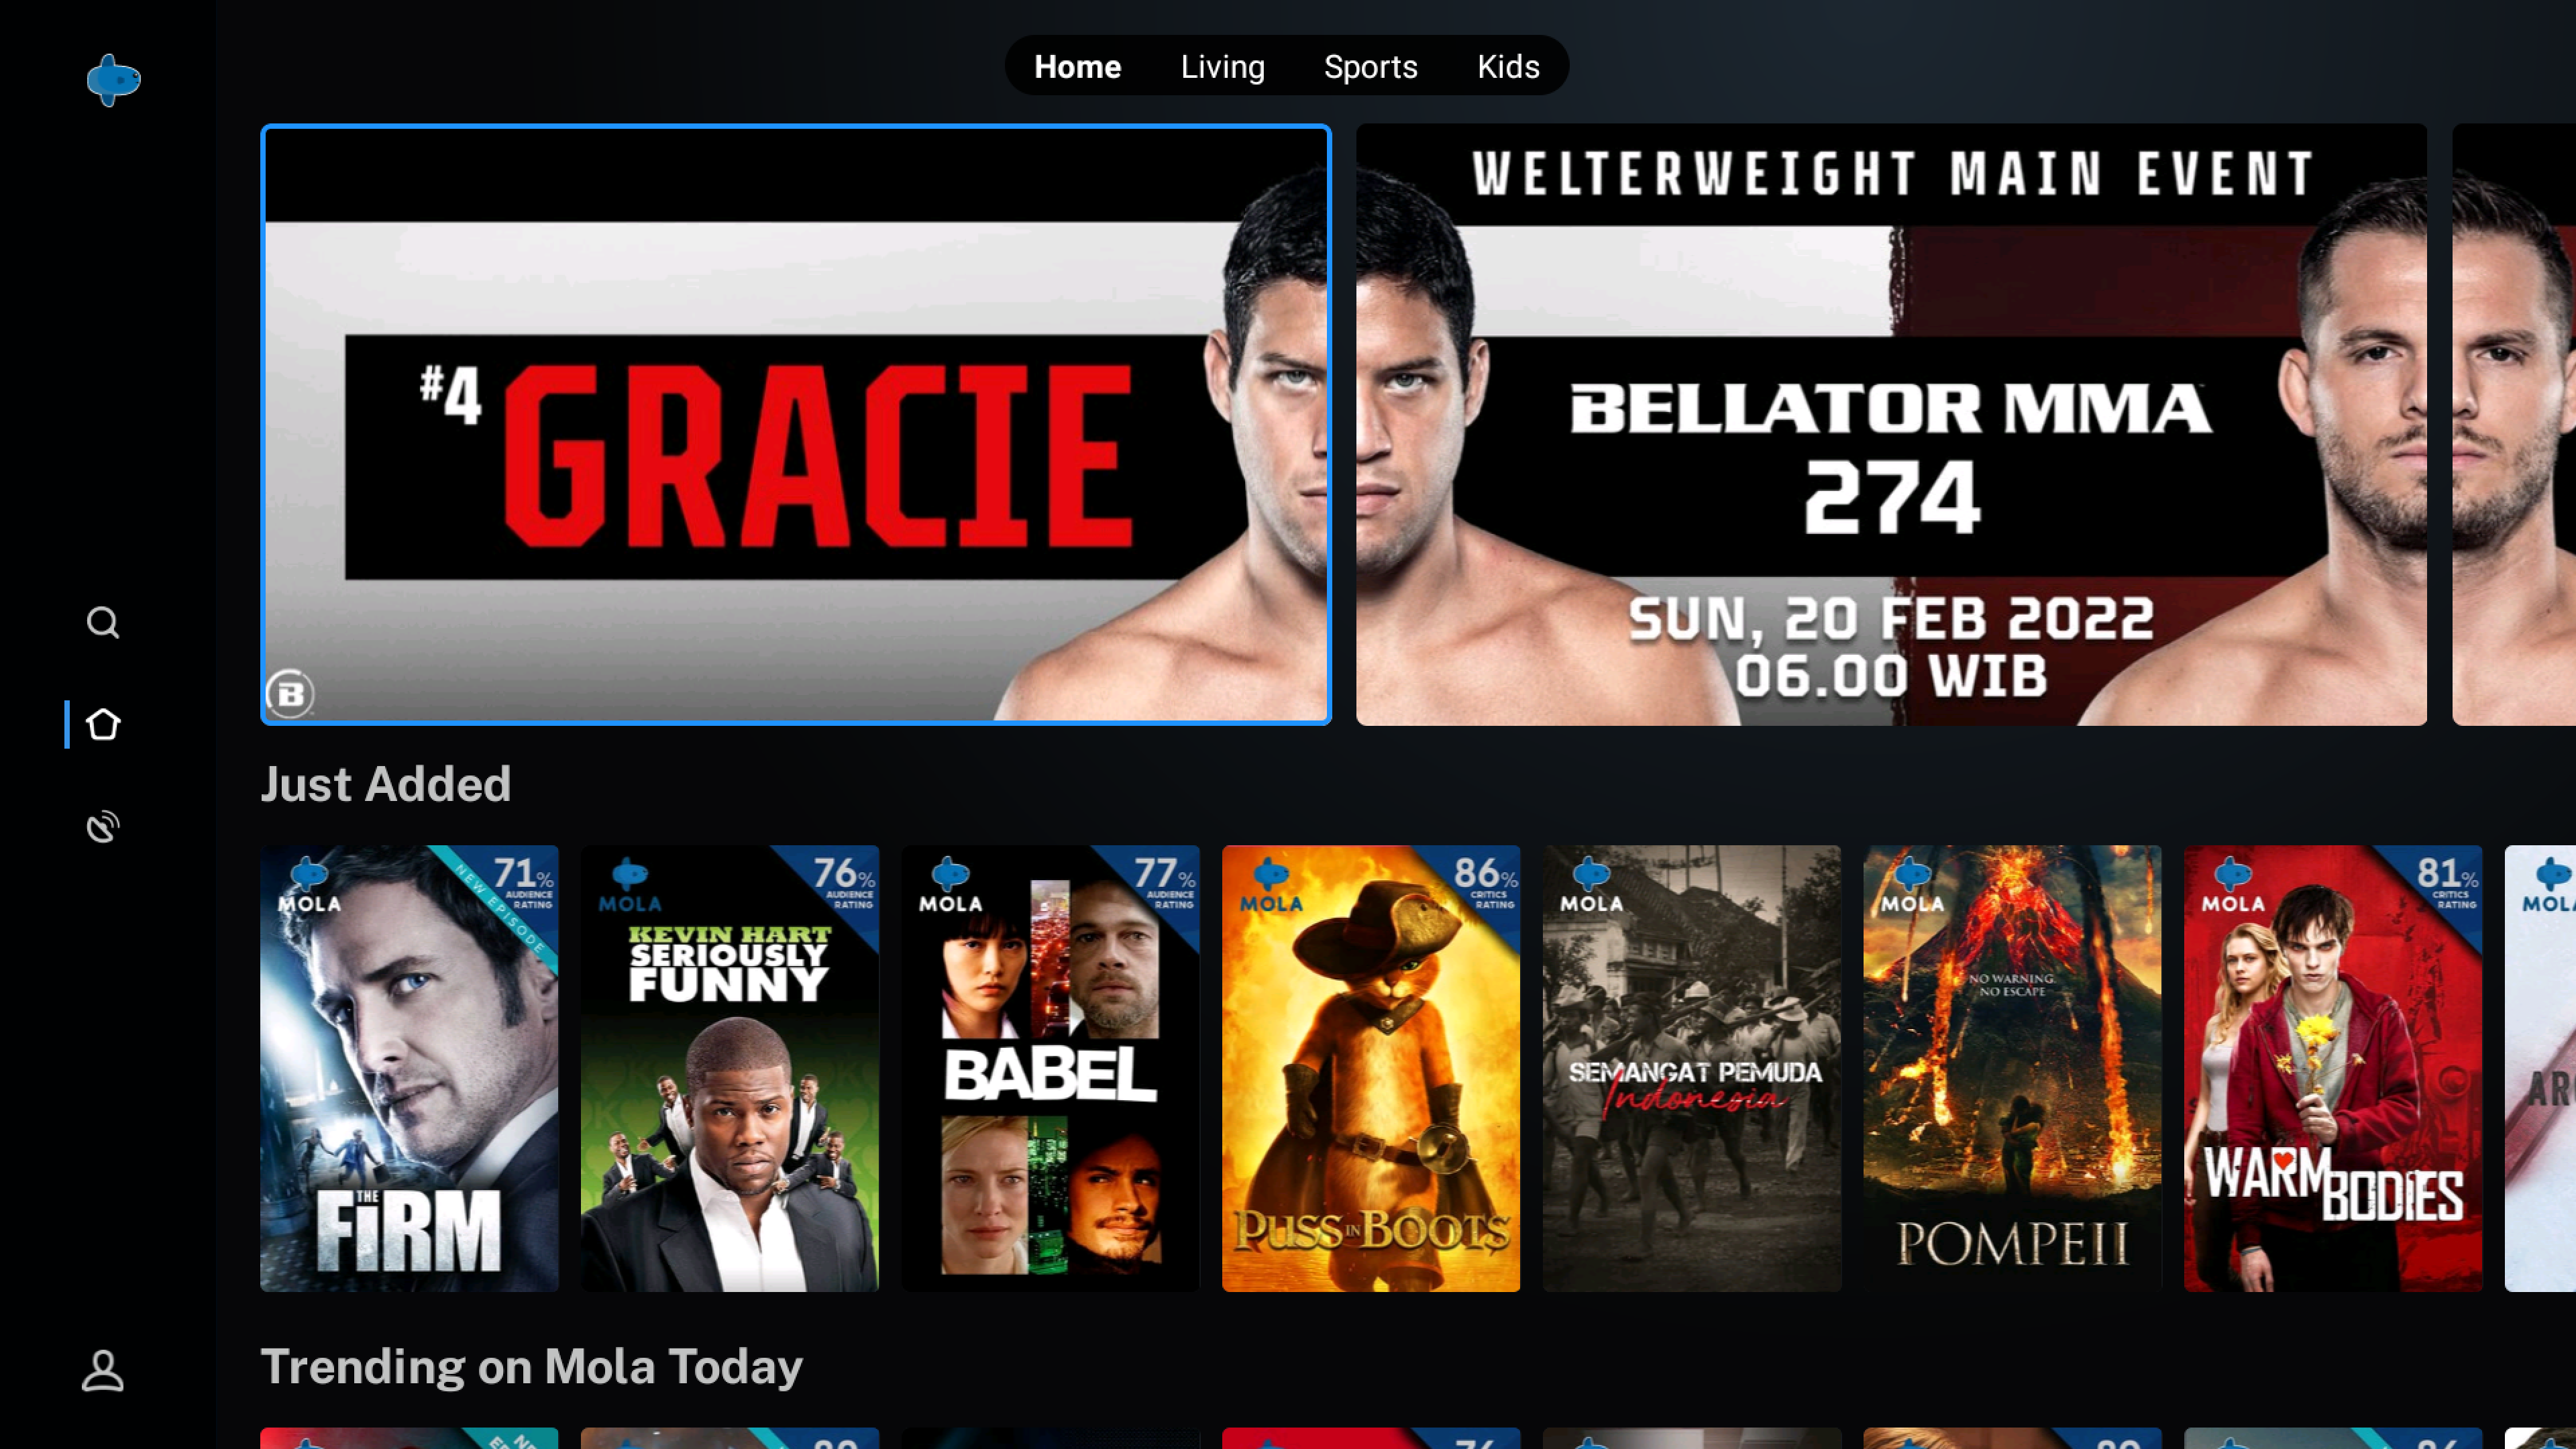 Home Living Sports Kids
#4 GRACIE
B
WELTERWEIGHT MAIN EVENT
BELLATOR MMA
274
SUN, 20 FEB 2022
06.00 WIB
Just Added
MOLA
NEW EPISODE
71%
AUDIENCE
RATING
THE
FIRM
MOLA
76%
AUDIENCE
RATING
KEVIN HART
SERIOUSLY
FUNNY
MOLA
77%
AUDIENCE
RATING
BABEL
MOLA
86%
CRITICS
RATING
PUSS IN BOOTS
MOLA
SEMANGAT PEMUDA
Indonesia
MOLA
NO WARNING.
NO ESCAPE
POMPEII
MOLA
81%
CRITICS
RATING
WARM
BODIES
Trending on Mola Today